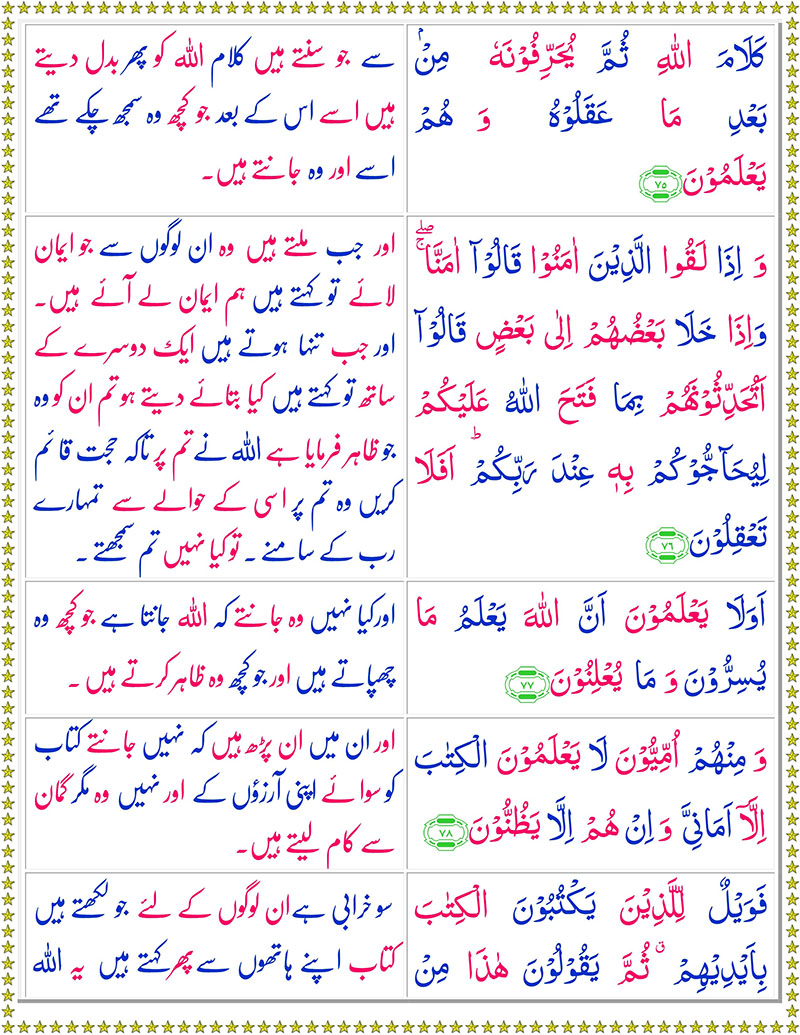 كَلَامَ اللّٰهِ ثُمَّ يُحَرِّفُوْنَهٗ مِنْۢ
بَعْدِ مَا عَقَلُوْهُ وَ هُمْ
يَعْلَمُوْنَ ﴿۷۵﴾
سے جو سنتے ہیں کلام اللہ کو پھر بدل دیتے
ہیں اسے اس کے بعد جو کچھ وہ سمجھ چکے تھے
اسے اور وہ جانتے ہیں۔
وَ اِذَا لَقُوا الَّذِيْنَ اٰمَنُوْا قَالُوْۤا اٰمَنَّا ۖۚ
وَاِذَا خَلَا بَعْضُهُمْ اِلٰى بَعْضٍ قَالُوْۤا
اَتُحَدِّثُوْنَهُمْ بِمَا فَتَحَ اللّٰهُ عَلَيْكُمْ
لِيُحَآجُّوْكُمْ بِهٖ عِنْدَ رَبِّكُمْ ؕ اَفَلَا
تَعْقِلُوْنَ ﴿۷۶﴾
اور جب ملتے ہیں وہ ان لوگوں سے جو ایمان
لائے تو کہتے ہیں ہم ایمان لے آئے ہیں۔
اور جب تنہا ہوتے ہیں ایک دوسرے کے
ساتھ تو کہتے ہیں کیا بتائے دیتے ہو تم ان کو وہ
جو ظاہر فرمایا ہے اللہ نے تم پر تاکہ حجت قائم
کریں وہ تم پر اسی کے حوالے سے تمہارے
رب کے سامنے ۔ تو کیا نہیں تم سمجھتے ۔
اَوَلَا يَعْلَمُوْنَ اَنَّ اللّٰهَ يَعْلَمُ مَا
يُسِرُّوْنَ وَ مَا يُعْلِنُوْنَ ﴿۷۷﴾
اور کیا نہیں وہ جانتے کہ اللہ جانتا ہے جو کچھ وہ
چھپاتے ہیں اور جو کچھ وہ ظاہر کرتے ہیں ۔
وَ مِنْهُمْ اُمِّيُّوْنَ لَا يَعْلَمُوْنَ الْكِتٰبَ
اِلَّاۤ اَمَانِيَّ وَ اِنْ هُمْ اِلَّا يَظُنُّوْنَ ﴿۷۸﴾
اور ان میں ان پڑھ ہیں کہ نہیں جانتے کتاب
کو سوائے اپنی آرزؤں کے اور نہیں وہ مگر گمان
سے کام لیتے ہیں۔
فَوَيْلٌ لِّلَّذِيْنَ يَكْتُبُوْنَ الْكِتٰبَ
بِاَيْدِيْهِمْ ۗ ثُمَّ يَقُوْلُوْنَ هٰذَا مِنْ
سو خرابی ہے ان لوگوں کے لئے جو لکھتے ہیں
کتاب اپنے ہاتھوں سے پھر کہتے ہیں یہ اللہ